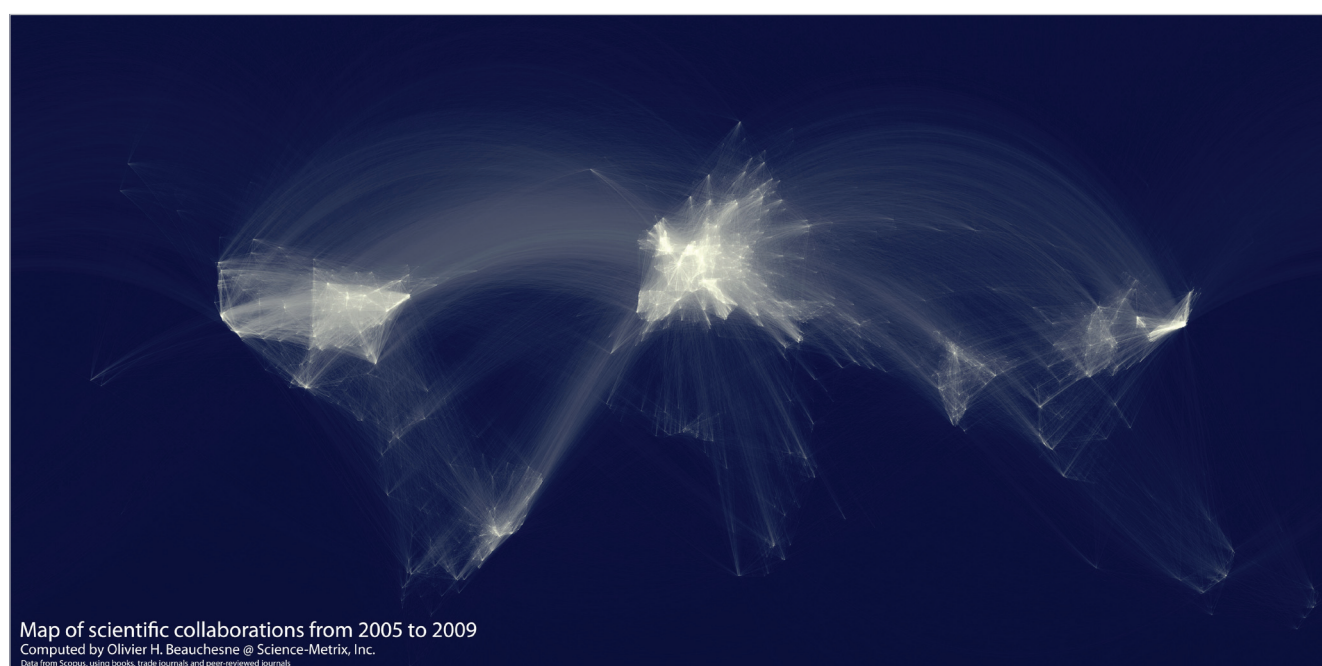 Map of scientific collaborations from 2005 to 2009
Computed by Olivier H. Beauchesne @ Science-Metrix, Inc.
Data from Scopus, using books, trade journals and peer-reviewed journals